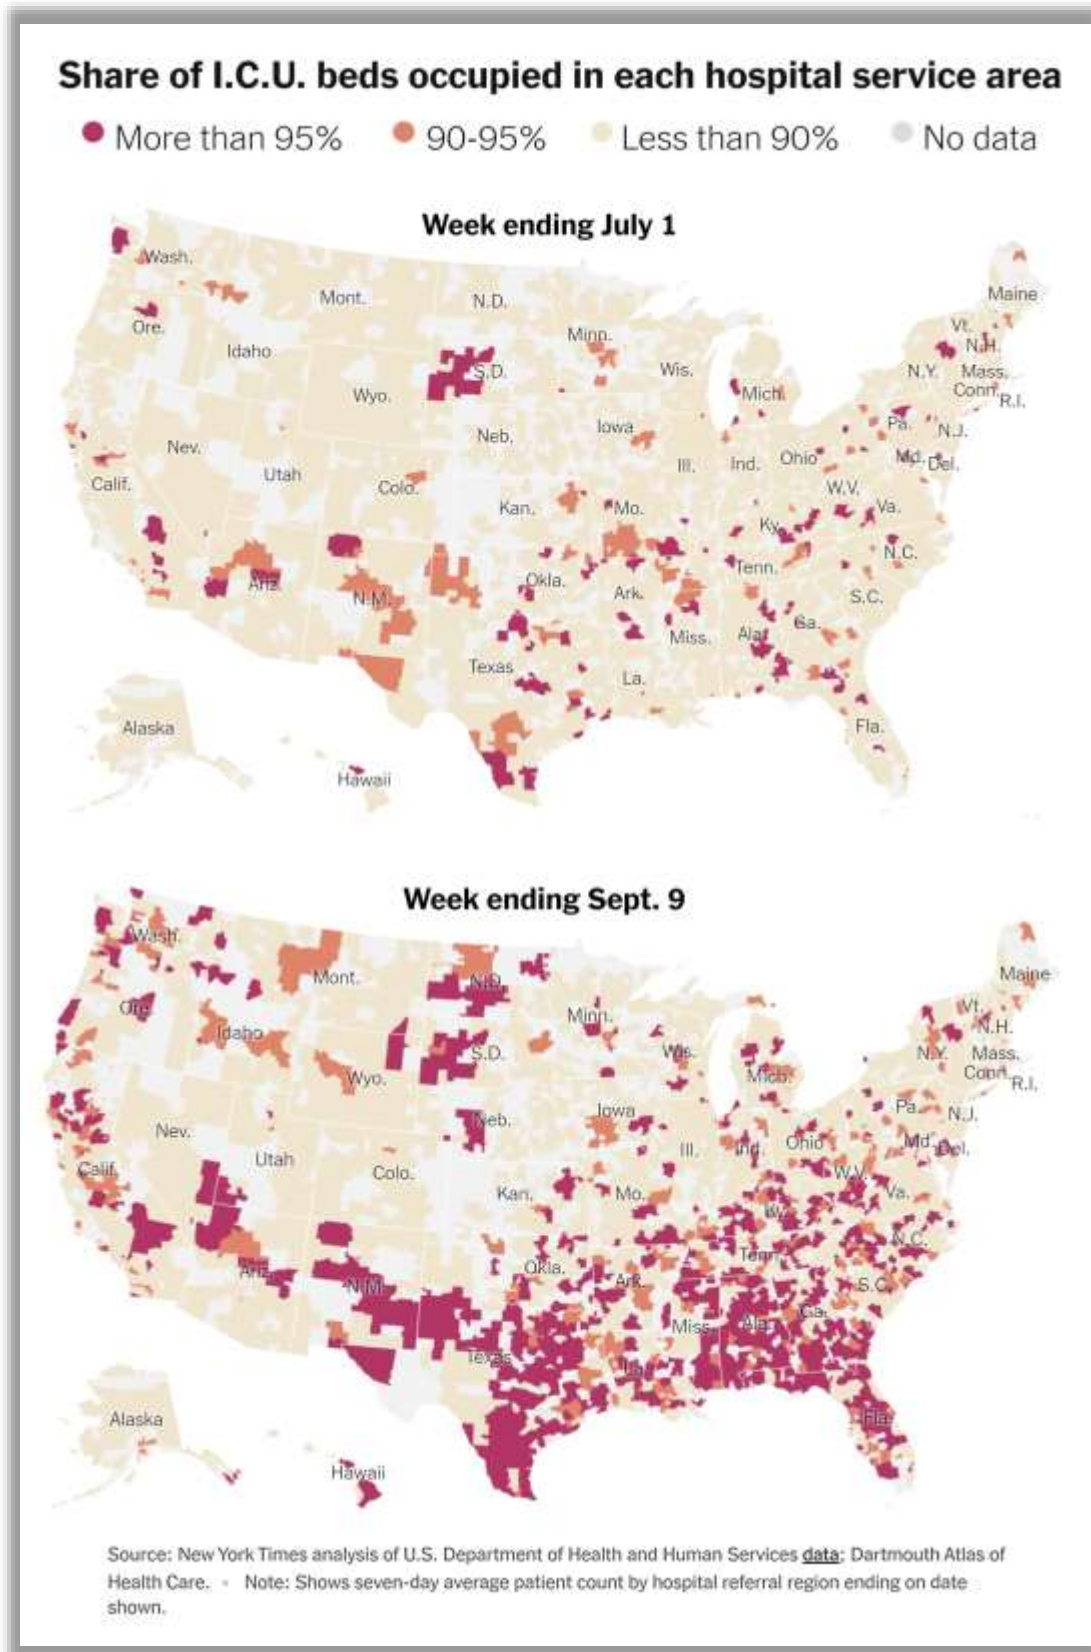 Share of I.C.U. beds occupied in each hospital service area
More than 95% 90-95% Less than 90% No data
Week ending July 1
Wash.
Mont.
N.D.
Maine
Ore.
Minn.
Vt.
N.H.
Idaho
S.D.
Wis.
Mich.
N.Y.
Mass.
Wyo.
Conn.
R.I.
Iowa
Pa.
N.J.
Nev.
Neb.
Utah
Ill.
Ind.
Ohio
Md.
Del.
Calif.
Colo.
W.V.
Kan.
Mo.
Va.
Ky.
N.C.
Ariz.
N.M.
Okla.
Ark.
Tenn.
S.C.
Miss.
Ala.
Ga.
Texas
La.
Alaska
Fla.
Hawaii
Week ending Sept. 9
Wash.
Mont.
N.D.
Maine
Ore.
Minn.
Vt.
N.H.
Idaho
S.D.
Wis.
N.Y.
Mass.
Wyo.
Mich.
Conn.
R.I.
Iowa
Pa.
N.J.
Nev.
Neb.
Utah
Ill.
Ind.
Ohio
Md.
Del.
Calif.
Colo.
W.V.
Kan.
Mo.
Va.
Ky.
N.C.
Ariz.
N.M.
Okla.
Ark.
Tenn.
S.C.
Miss.
Ala.
Ga.
Texas
La.
Alaska
Fla.
Hawaii
Source: New York Times analysis of U.S. Department of Health and Human Services data; Dartmouth Atlas of
Health Care. • Note: Shows seven-day average patient count by hospital referral region ending on date
shown.